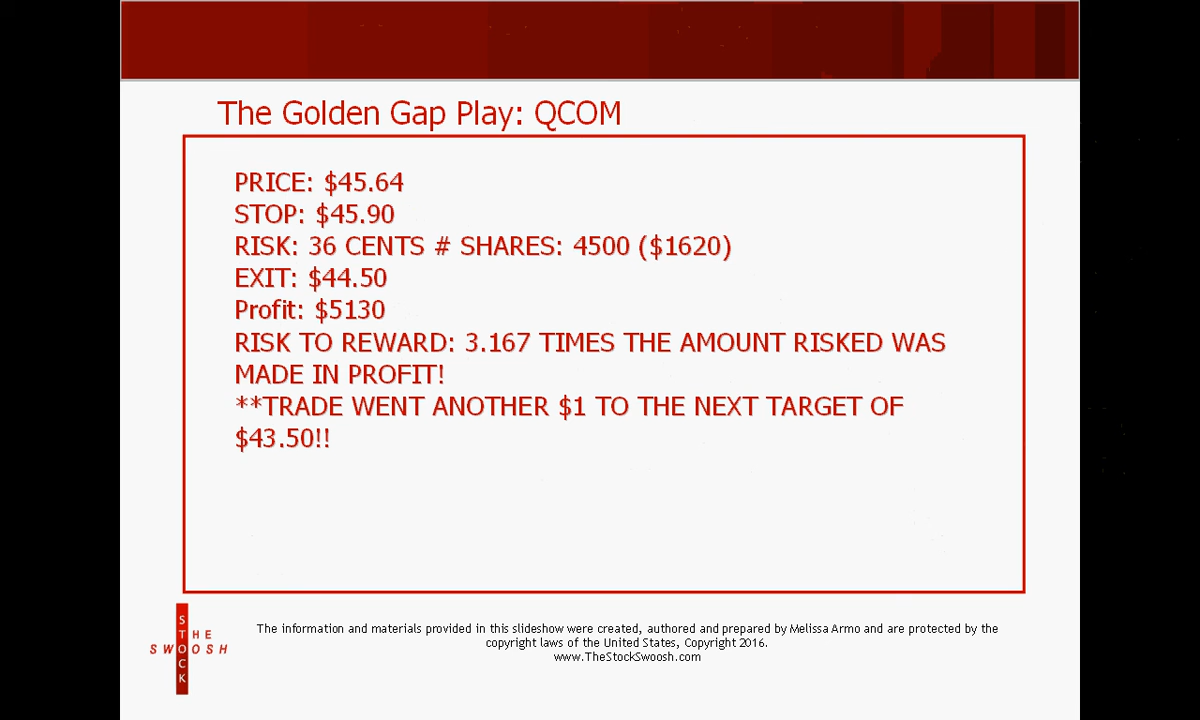 The Golden Gap Play: QCOM
PRICE: $45.64
STOP: $45.90
RISK: 36 CENTS # SHARES: 4500 ($1620)
EXIT: $44.50
Profit: $5130
RISK TO REWARD: 3.167 TIMES THE AMOUNT RISKED WAS
MADE IN PROFIT!
**TRADE WENT ANOTHER $1 TO THE NEXT TARGET OF
$43.50!!
THE
STOCK
SWOOSH
The information and materials provided in this slideshow were created, authored and prepared by Melissa Armo and are protected by the
copyright laws of the United States, Copyright 2016.
www.TheStockSwoosh.com